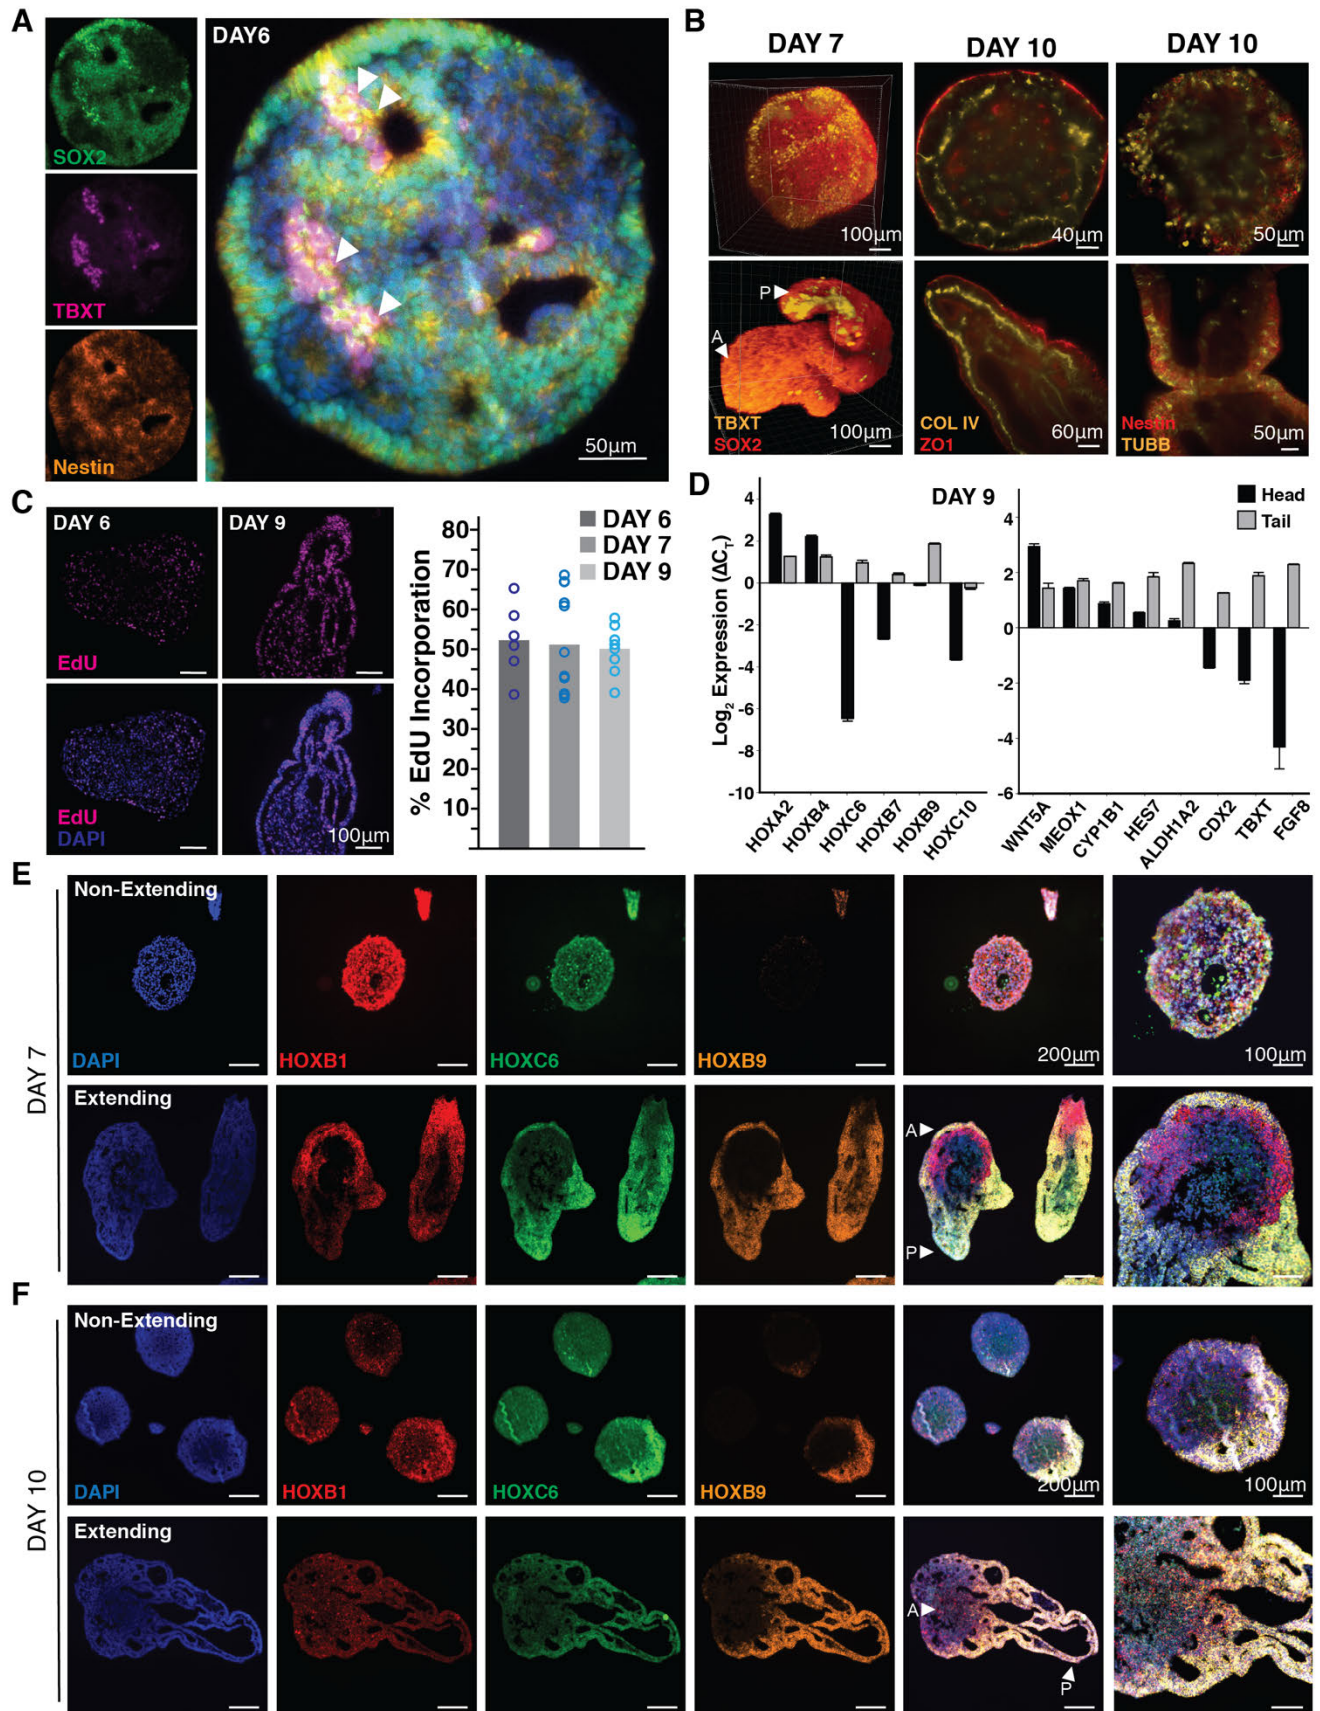 A
DAY6
SOX2
TBXT
Nestin
50µm
B
DAY 7
DAY 10
DAY 10
100µm
40µm
50µm
P
A
TBXT
SOX2
100µm
COL IV
ZO1
60µm
Nestin
TUBB
50µm
C
DAY 6
DAY 9
EdU
EdU
DAPI
100µm
% EdU Incorporation
80
70
60
50
40
30
20
10
DAY 6
DAY 7
DAY 9
D
DAY 9
Head
Tail
Log₂ Expression (ΔC_T)
4
2
0
-2
-4
-6
-8
-10
HOXA2
HOXB4
HOXC6
HOXB7
HOXB9
HOXC10
4
2
0
-2
-4
-6
WNT5A
MEOX1
CYP1B1
HES7
ALDH1A2
CDX2
TBXT
FGF8
E
DAY 7
Non-Extending
DAPI
HOXB1
HOXC6
HOXB9
200µm
100µm
Extending
A
P
F
DAY 10
Non-Extending
DAPI
HOXB1
HOXC6
HOXB9
200µm
100µm
Extending
A
P